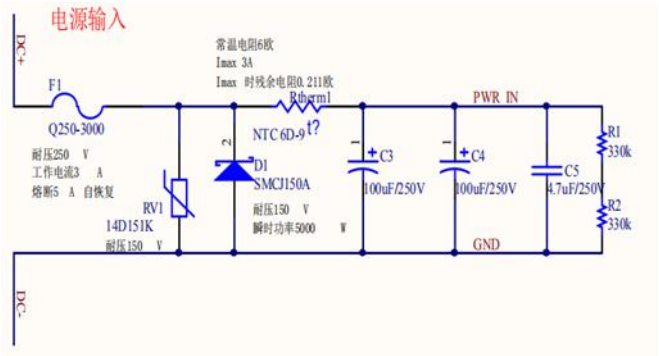 电源输入
DC+
常温电阻6欧
Imax 3A
Imax 时残余电阻0.211欧
F1
Rtherm1
PWR IN
Q250-3000
NTC 6D-9
t?
耐压250 V
工作电流3 A
熔断5 A 自恢复
2
D1
SMCJ150A
1
C3
100uF/250V
1
C4
100uF/250V
C5
4.7uF/250V
R1
330k
R2
330k
RV1
14D151K
耐压150 V
耐压150 V
瞬时功率5000 W
GND
DC-